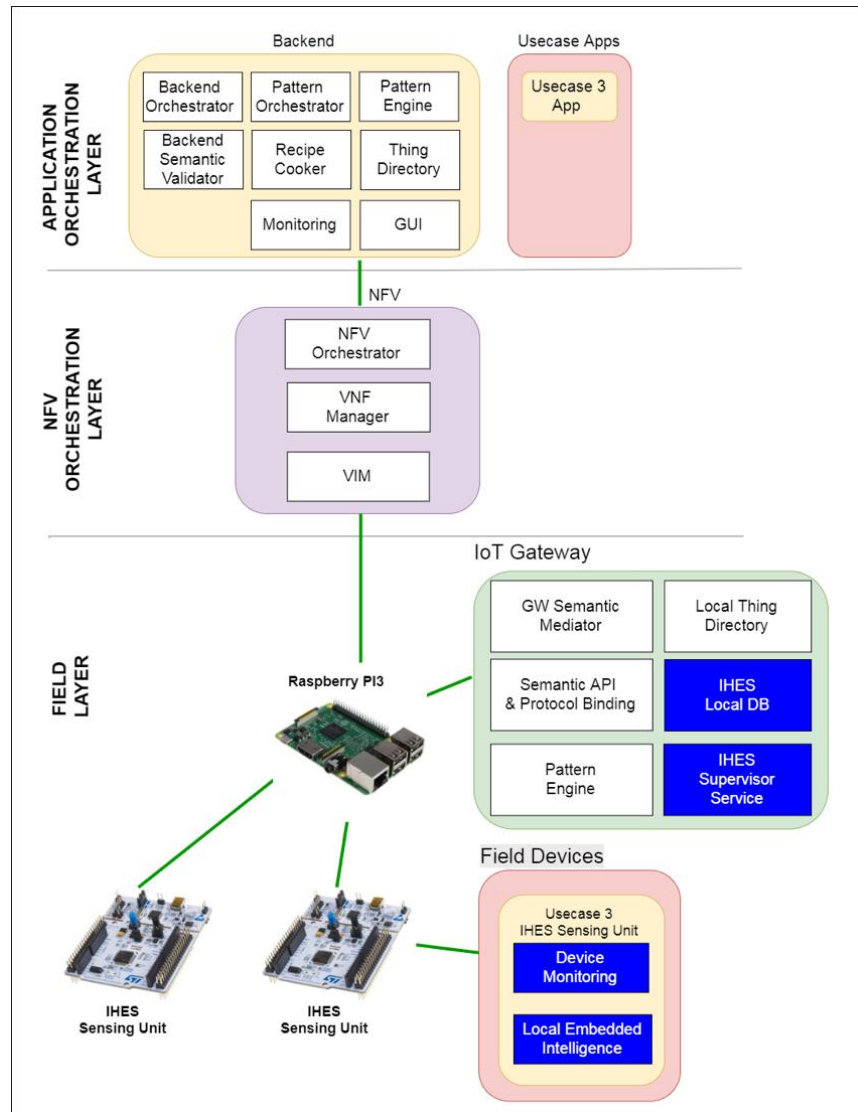 Backend
Usecase Apps
APPLICATION
ORCHESTRATION
LAYER
Backend
Orchestrator
Pattern
Orchestrator
Pattern
Engine
Backend
Semantic
Validator
Recipe
Cooker
Thing
Directory
Monitoring
GUI
Usecase 3
App
NFV
ORCHESTRATION
LAYER
NFV
NFV
Orchestrator
VNF
Manager
VIM
FIELD
LAYER
IoT Gateway
GW Semantic
Mediator
Local Thing
Directory
Semantic API
& Protocol Binding
IHES
Local DB
Pattern
Engine
IHES
Supervisor
Service
Raspberry PI3
Field Devices
Usecase 3
IHES Sensing Unit
Device
Monitoring
Local Embedded
Intelligence
IHES
Sensing Unit
IHES
Sensing Unit